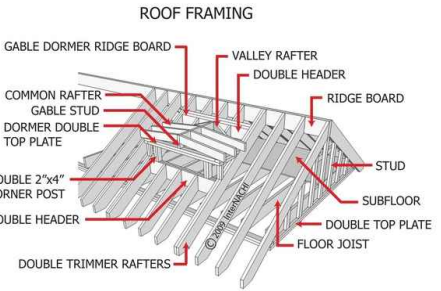 ROOF FRAMING
GABLE DORMER RIDGE BOARD
VALLEY RAFTER
DOUBLE HEADER
RIDGE BOARD
COMMON RAFTER
GABLE STUD
DORMER DOUBLE
TOP PLATE
OUBLE 2"x4"
ORNER POST
OUBLE HEADER
DOUBLE TRIMMER RAFTERS
STUD
SUBFLOOR
DOUBLE TOP PLATE
FLOOR JOIST
© 2009 InterNACHI